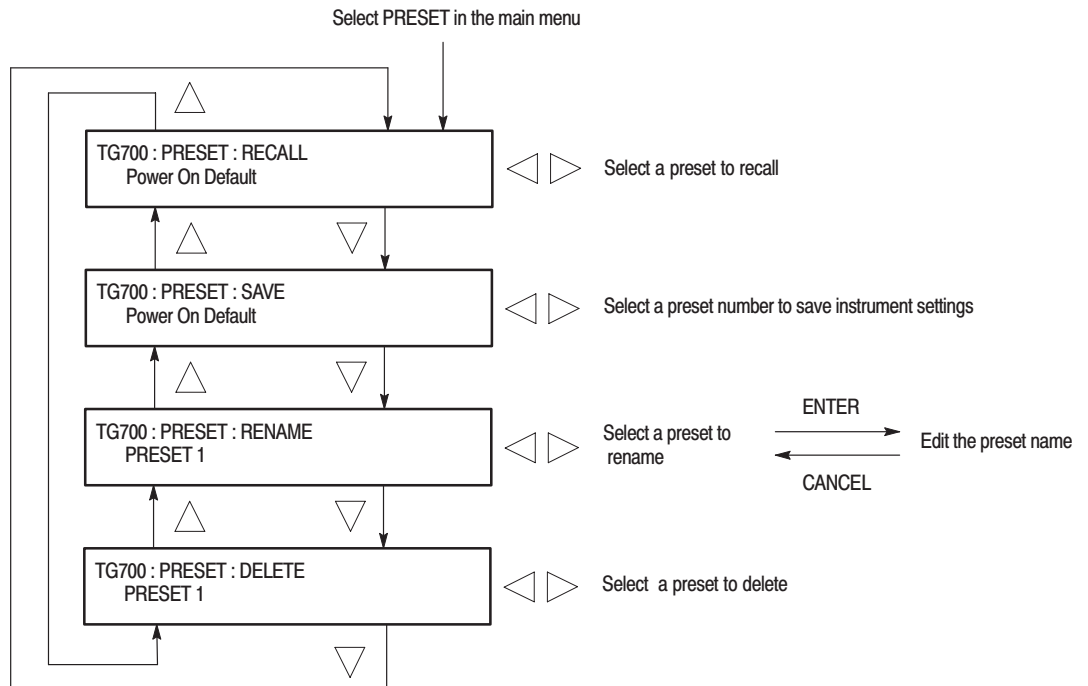 Select PRESET in the main menu
TG700 : PRESET : RECALL
Power On Default
Select a preset to recall
TG700 : PRESET : SAVE
Power On Default
Select a preset number to save instrument settings
TG700 : PRESET : RENAME
PRESET 1
Select a preset to
rename
ENTER
CANCEL
Edit the preset name
TG700 : PRESET : DELETE
PRESET 1
Select a preset to delete